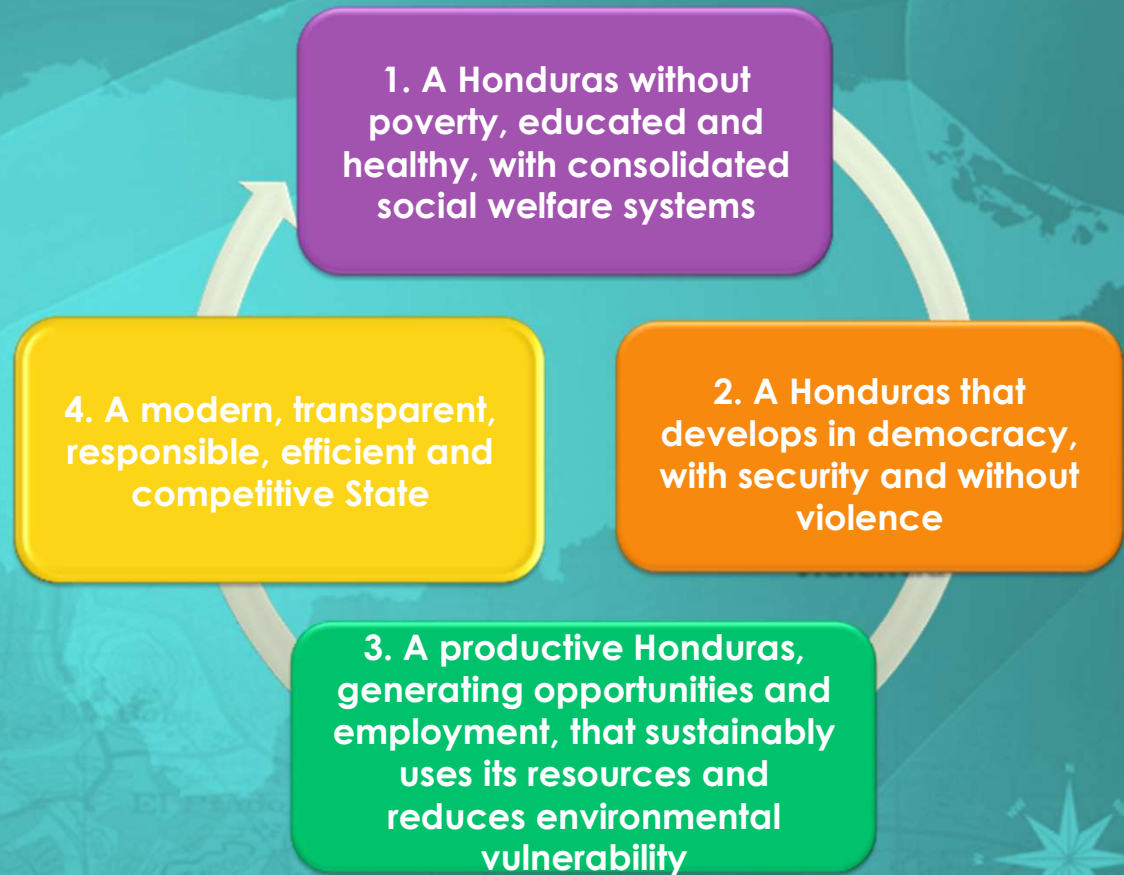 1. A Honduras without
poverty, educated and
healthy, with consolidated
social welfare systems
2. A Honduras that
develops in democracy,
with security and without
violence
3. A productive Honduras,
generating opportunities and
employment, that sustainably
uses its resources and
reduces environmental
vulnerability
4. A modern, transparent,
responsible, efficient and
competitive State